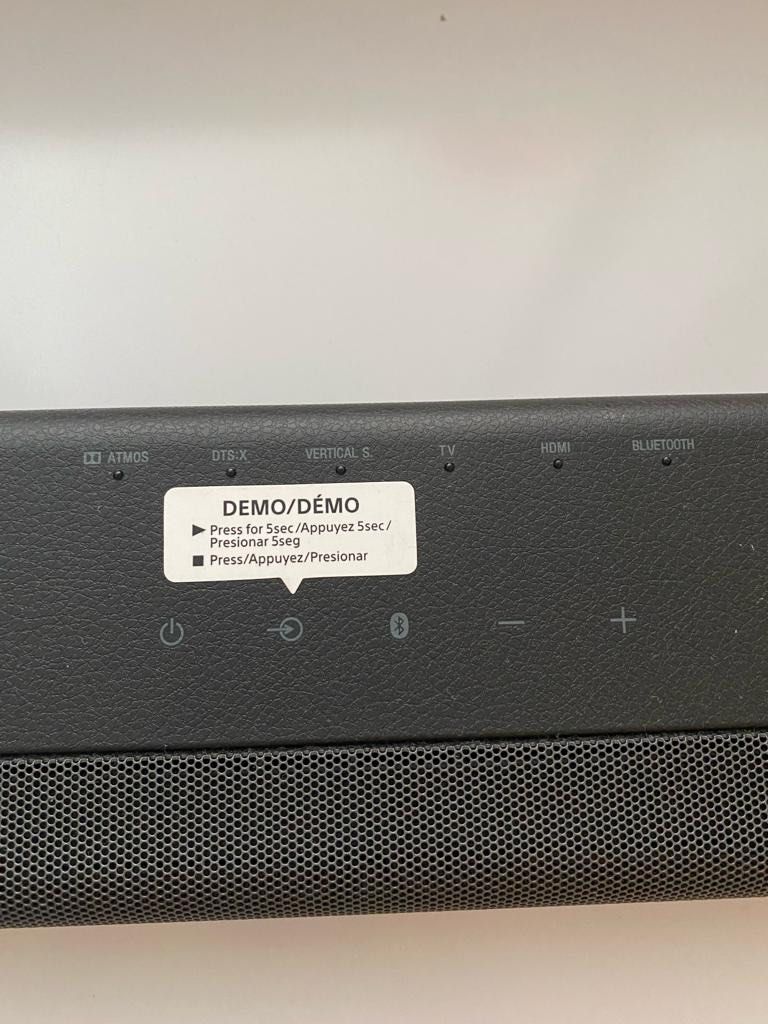 ATMOS DTS:X VERTICAL S. TV HDMI BLUETOOTH
DEMO/DÉMO
▶ Press for 5sec/Appuyez 5sec/
Presionar 5seg
■ Press/Appuyez/Presionar